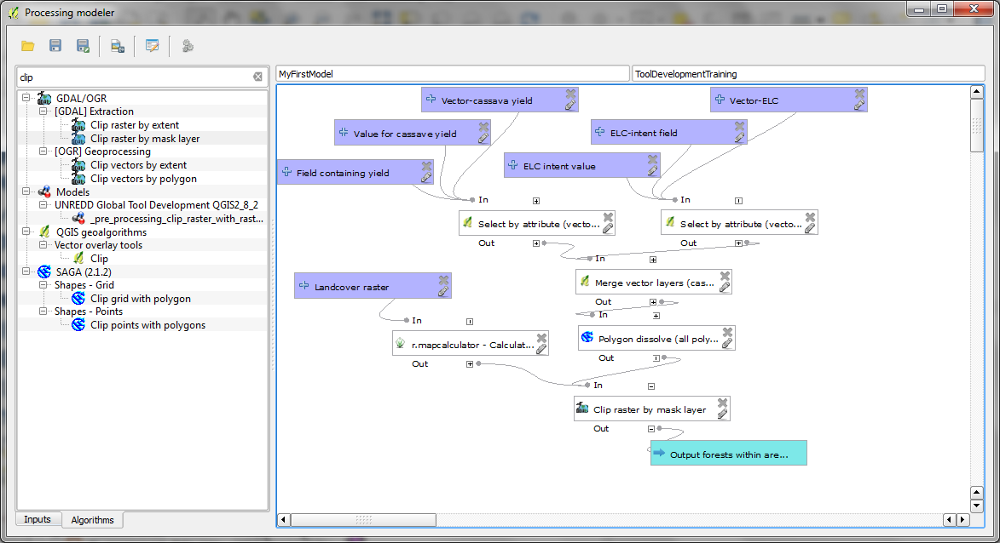 Processing modeler
clip
GDAL/OGR
[GDAL] Extraction
Clip raster by extent
Clip raster by mask layer
[OGR] Geoprocessing
Clip vectors by extent
Clip vectors by polygon
Models
UNREDD Global Tool Development QGIS2_8_2
_pre_processing_clip_raster_with_rast...
QGIS geoalgorithms
Vector overlay tools
Clip
SAGA (2.1.2)
Shapes - Grid
Clip grid with polygon
Shapes - Points
Clip points with polygons
Inputs
Algorithms
MyFirstModel
ToolDevelopmentTraining
Vector-cassava yield
Vector-ELC
Value for cassave yield
ELC-intent field
Field containing yield
ELC intent value
In
In
Select by attribute (vecto...
Select by attribute (vecto...
Out
Out
In
Landcover raster
Merge vector layers (cas...
Out
In
In
r.mapcalculator - Calculat...
Polygon dissolve (all poly...
Out
Out
In
Clip raster by mask layer
Out
Output forests within are...